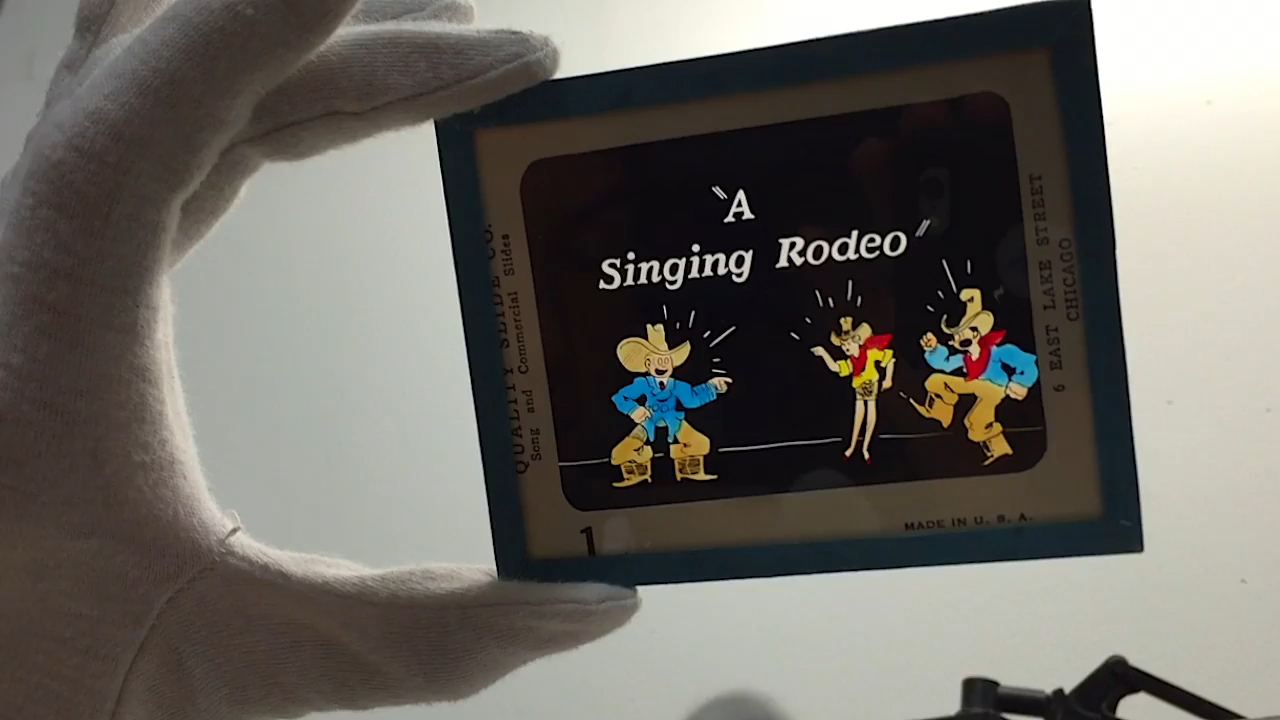 "A
Singing Rodeo"
QUALITY SLIDE CO.
Song and Commercial Slides
6 EAST LAKE STREET
CHICAGO
1
MADE IN U. S. A.